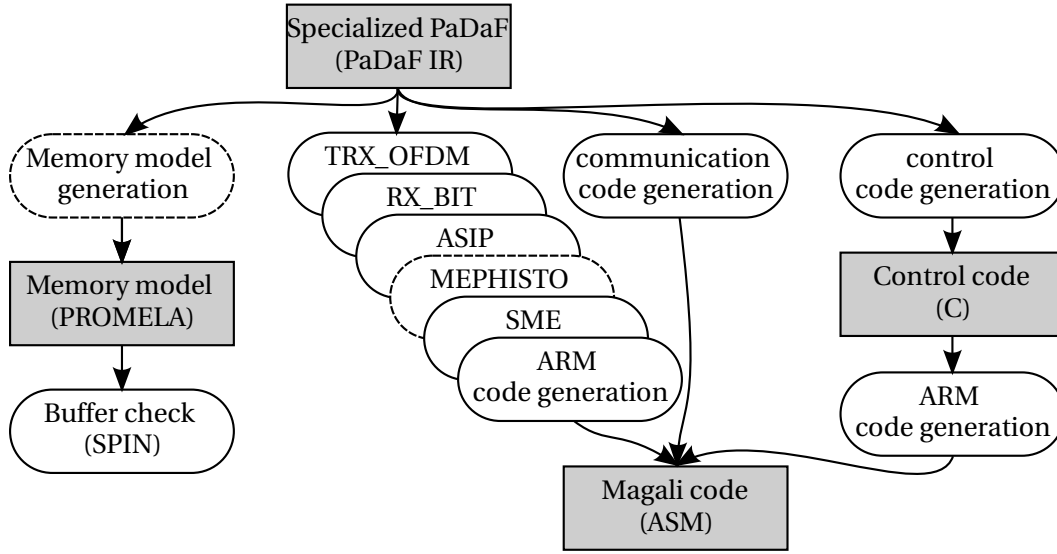 Specialized PaDaF
(PaDaF IR)
Memory model
generation
TRX_OFDM
RX_BIT
ASIP
MEPHISTO
SME
ARM
code generation
communication
code generation
control
code generation
Memory model
(PROMELA)
Control code
(C)
Buffer check
(SPIN)
ARM
code generation
Magali code
(ASM)